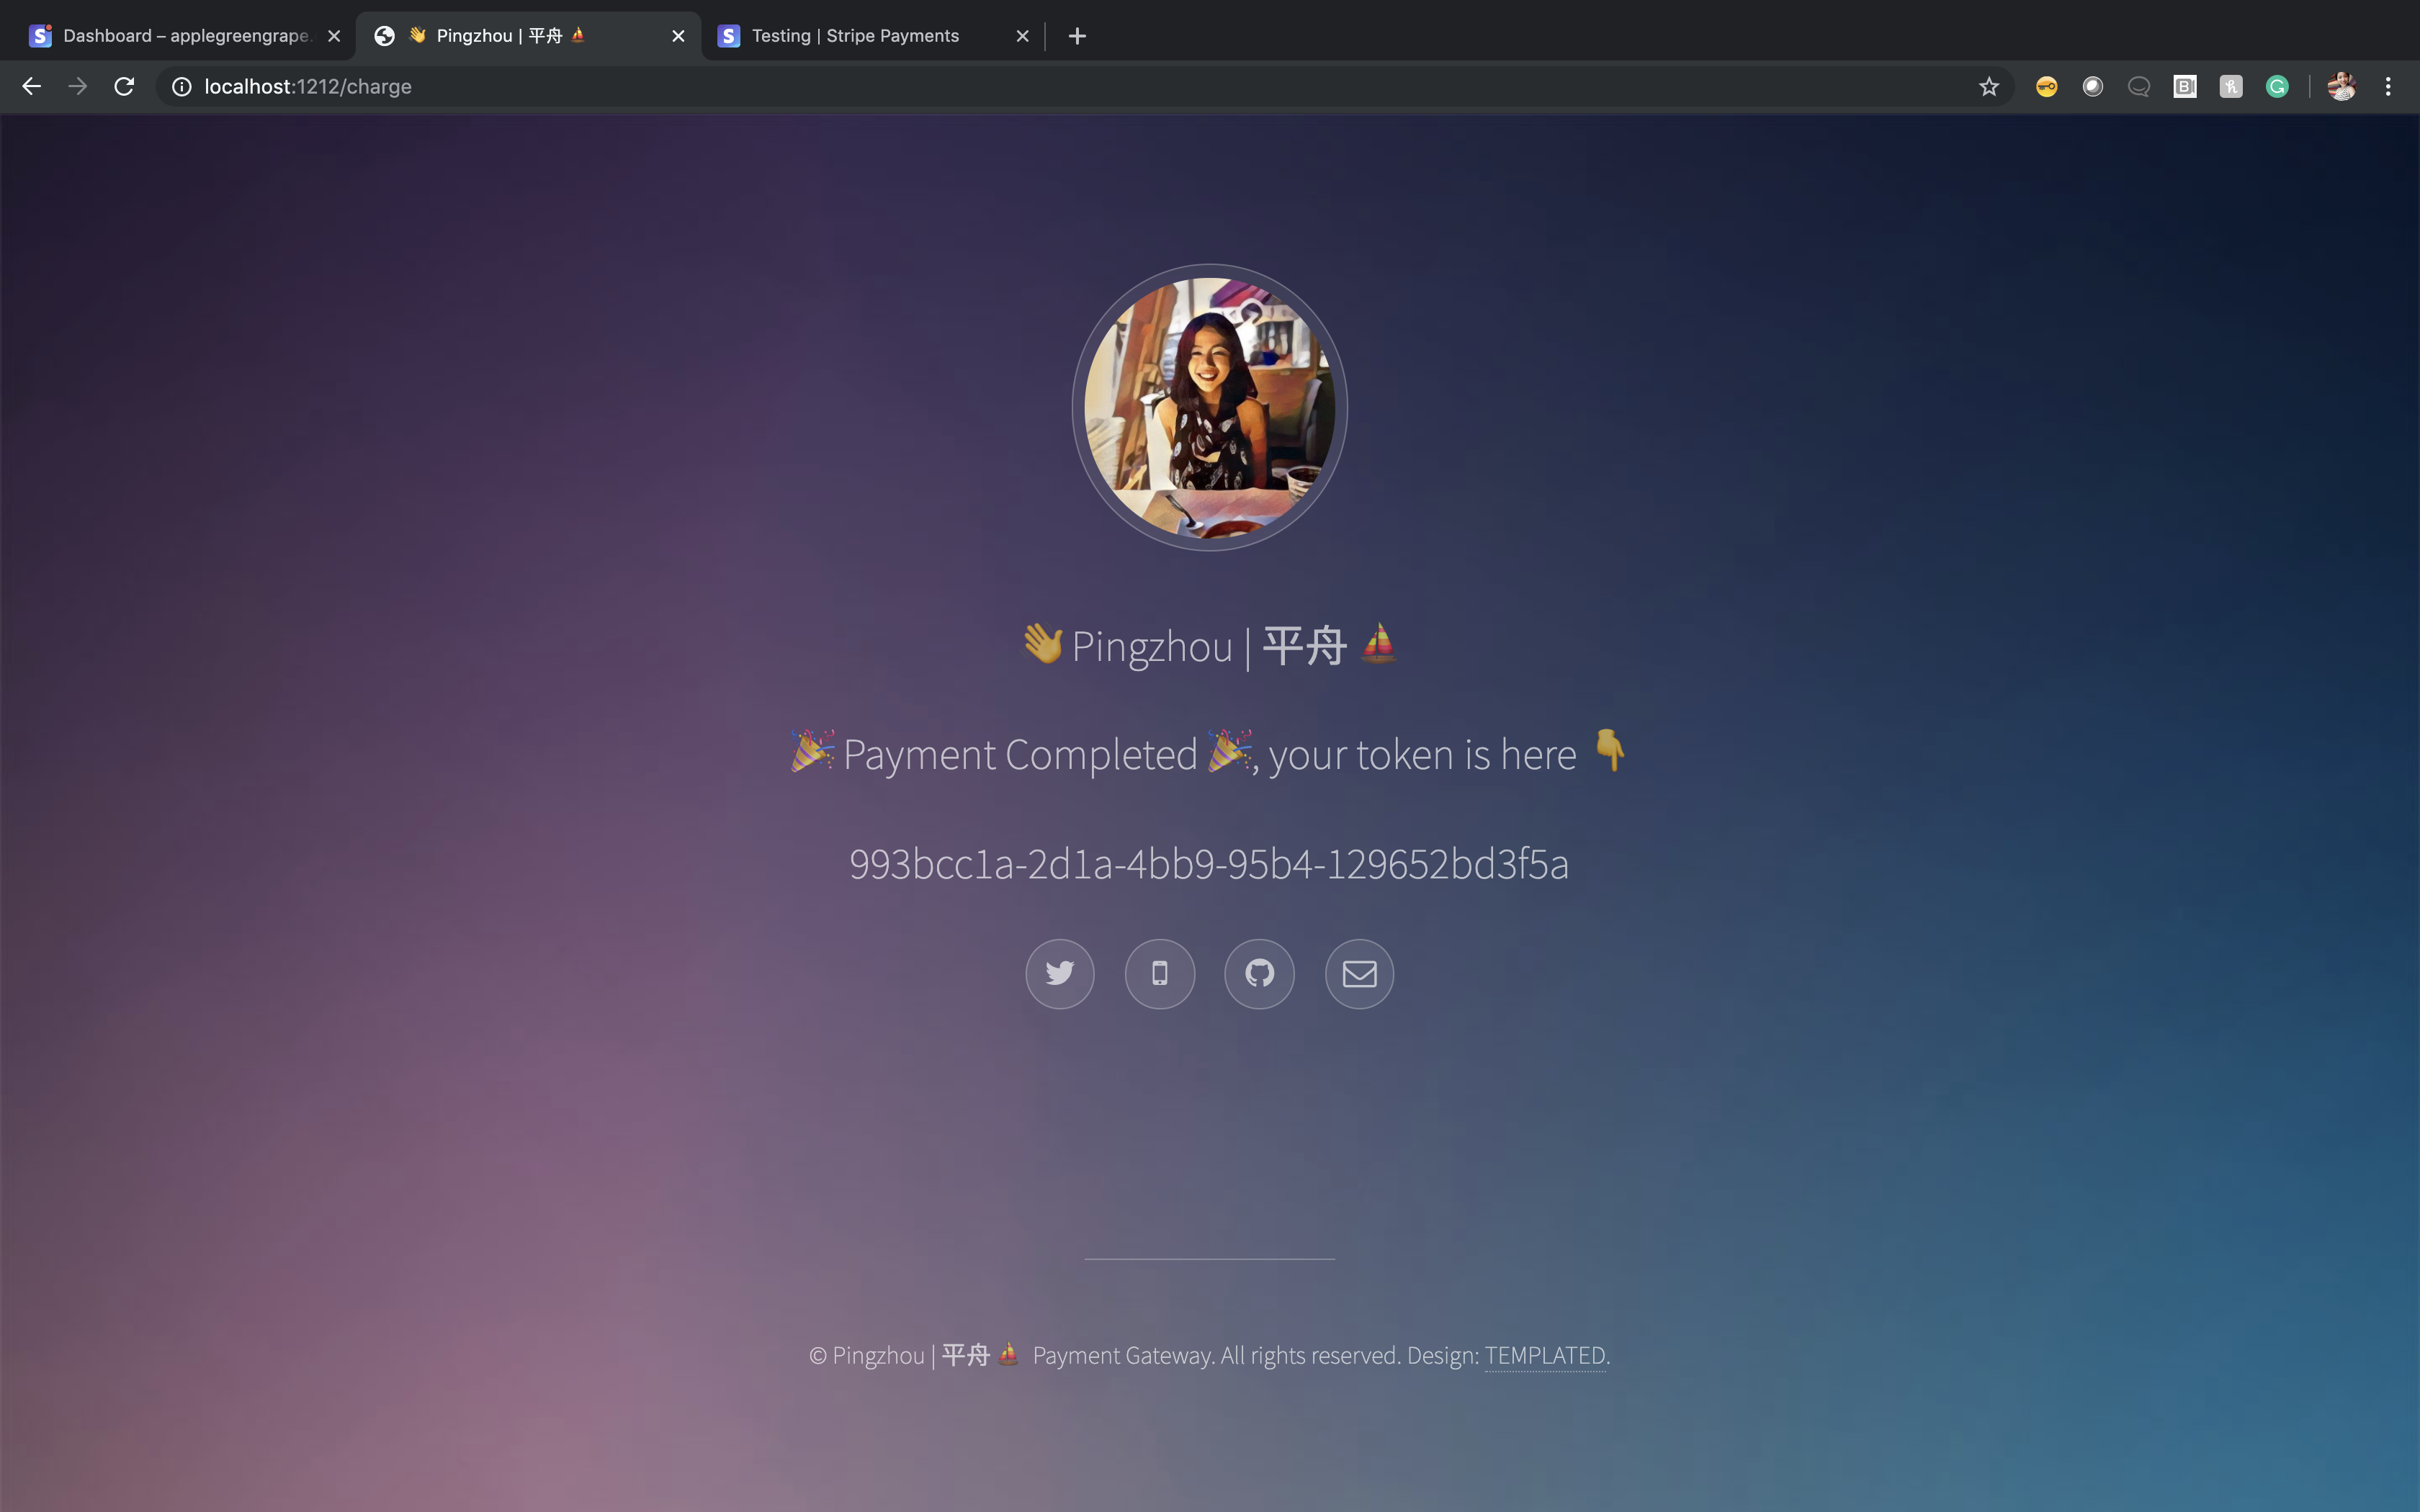 Dashboard – applegreengrape.
👋 Pingzhou | 平舟 ⛵
Testing | Stripe Payments
localhost:1212/charge
👋 Pingzhou | 平舟 ⛵
🎉 Payment Completed 🎉, your token is here 👇
993bcc1a-2d1a-4bb9-95b4-129652bd3f5a
© Pingzhou | 平舟 ⛵ Payment Gateway. All rights reserved. Design: TEMPLATED.